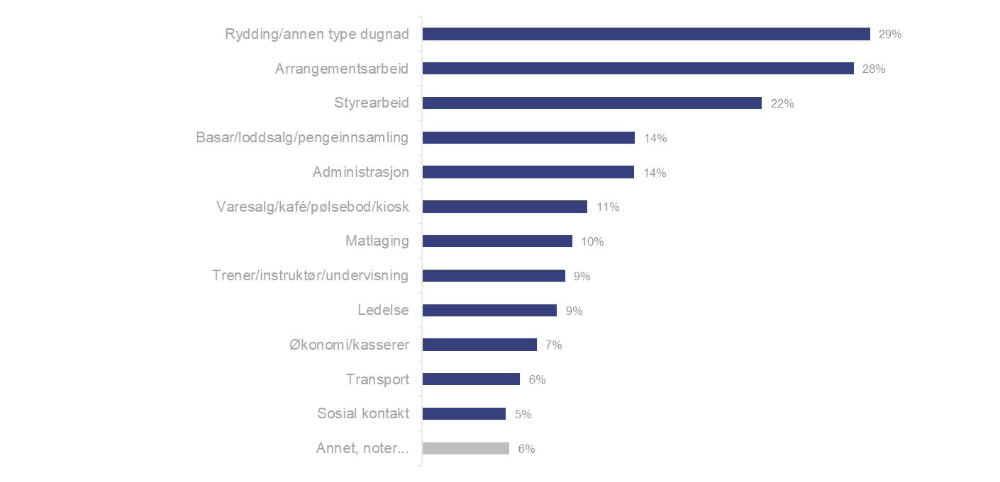 Rydding/annen type dugnad 29%
Arrangementsarbeid 28%
Styrearbeid 22%
Basar/loddsalg/pengeinnsamling 14%
Administrasjon 14%
Varesalg/kafé/pølsebod/kiosk 11%
Matlaging 10%
Trener/instruktør/undervisning 9%
Ledelse 9%
Økonomi/kasserer 7%
Transport 6%
Sosial kontakt 5%
Annet, noter... 6%